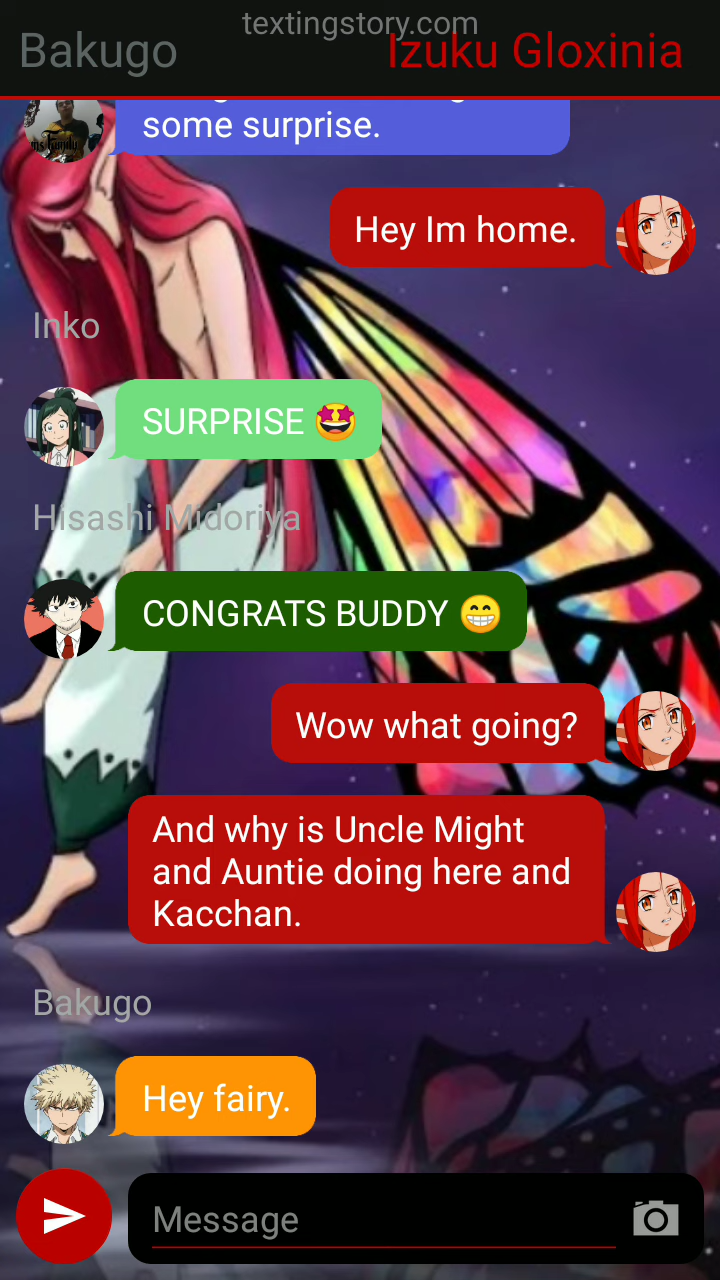 textingstory.com
Bakugo
Izuku Gloxinia
some surprise.
Hey Im home.
Inko
SURPRISE 🤩
Hisashi Midoriya
CONGRATS BUDDY 😁
Wow what going?
And why is Uncle Might
and Auntie doing here and
Kacchan.
Bakugo
Hey fairy.
Message